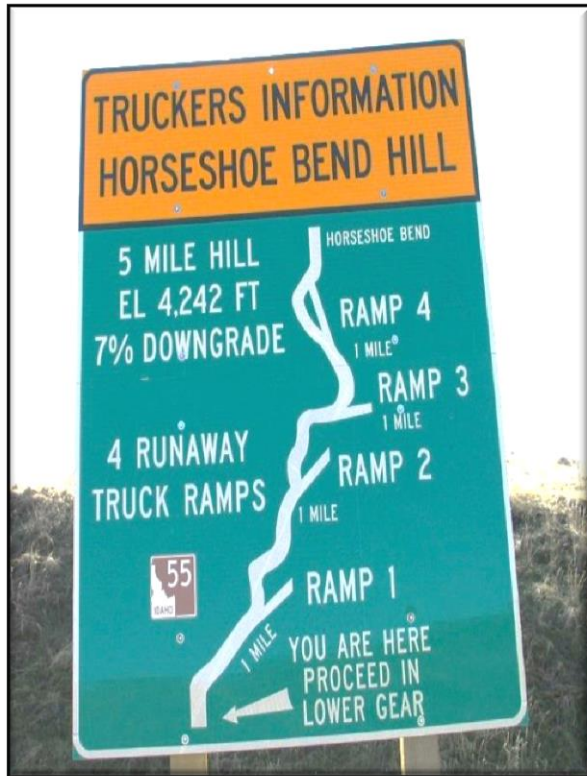 TRUCKERS INFORMATION
HORSESHOE BEND HILL
HORSESHOE BEND
5 MILE HILL
EL 4,242 FT
7% DOWNGRADE
RAMP 4
1 MILE
RAMP 3
1 MILE
4 RUNAWAY
TRUCK RAMPS
RAMP 2
1 MILE
55
IDAHO
RAMP 1
1 MILE
YOU ARE HERE
PROCEED IN
LOWER GEAR